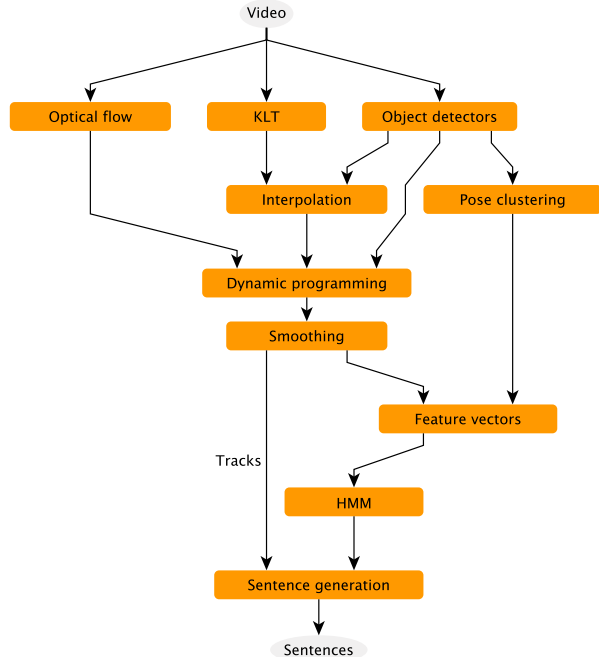 Video
Optical flow
KLT
Object detectors
Interpolation
Pose clustering
Dynamic programming
Smoothing
Feature vectors
Tracks
HMM
Sentence generation
Sentences